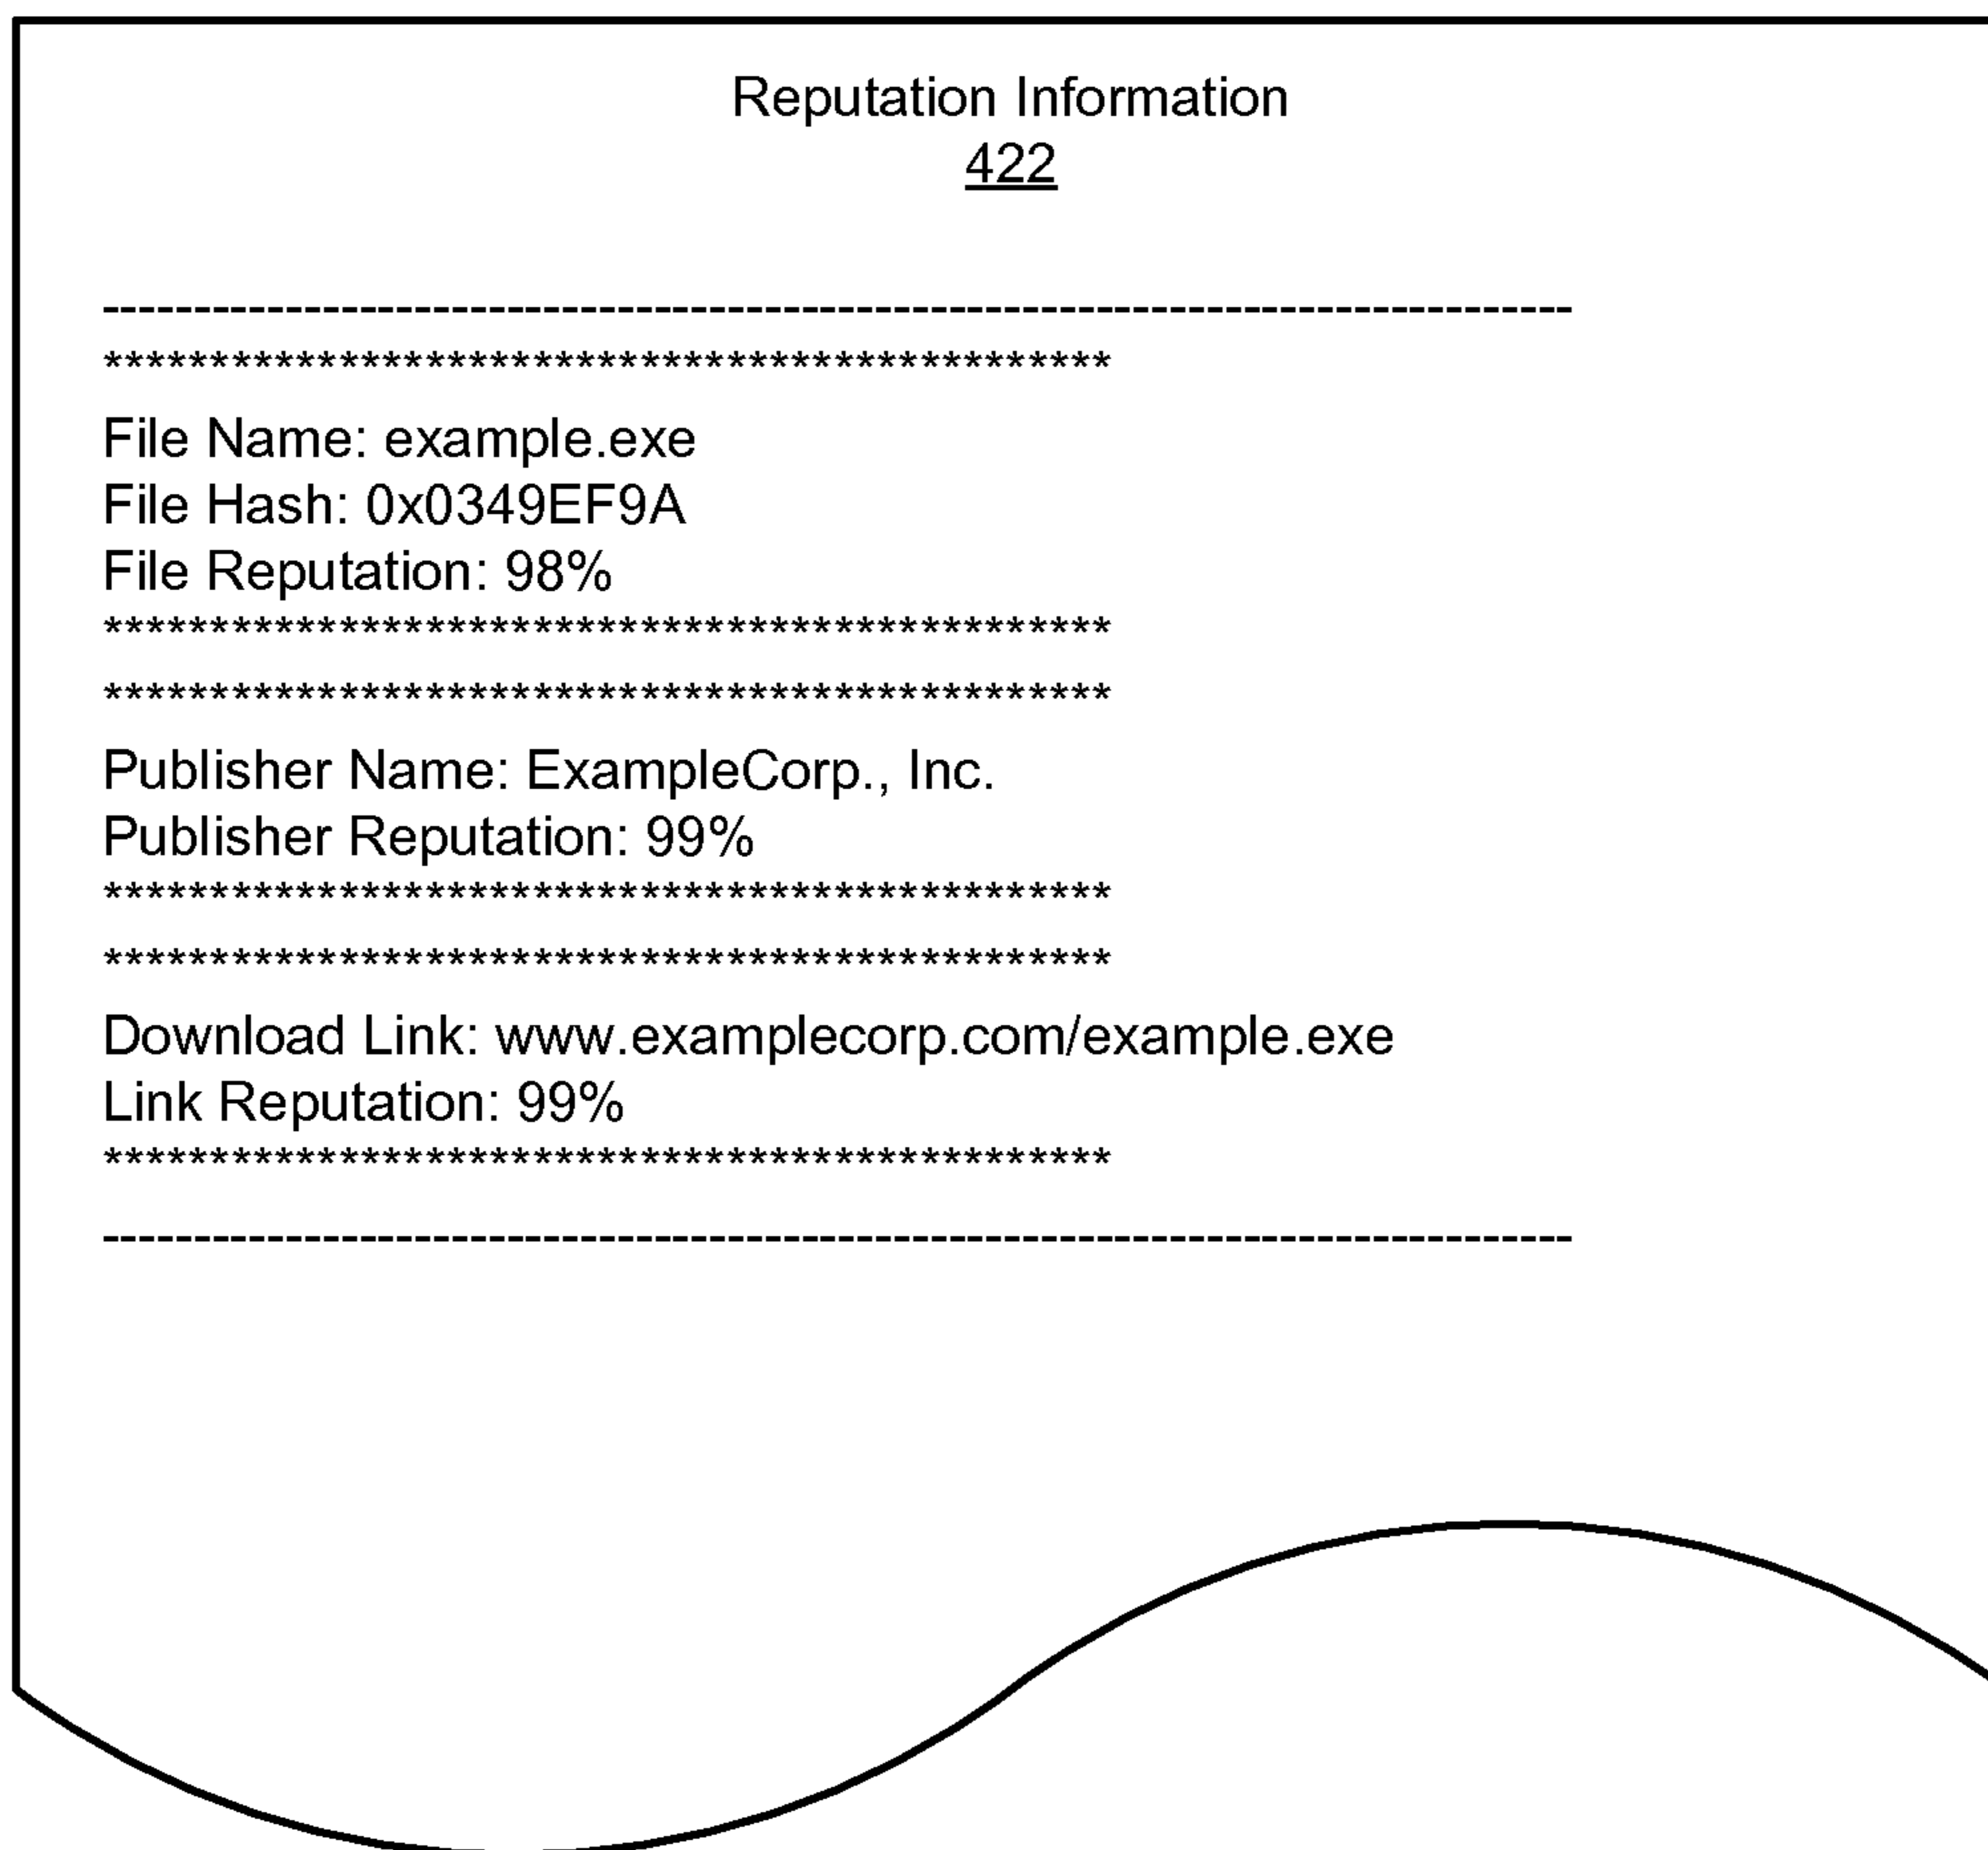 Reputation Information
422
--------------------------------------------------------------------------------
***********************************************
File Name: example.exe
File Hash: 0x0349EF9A
File Reputation: 98%
***********************************************
***********************************************
Publisher Name: ExampleCorp., Inc.
Publisher Reputation: 99%
***********************************************
***********************************************
Download Link: www.examplecorp.com/example.exe
Link Reputation: 99%
***********************************************
--------------------------------------------------------------------------------